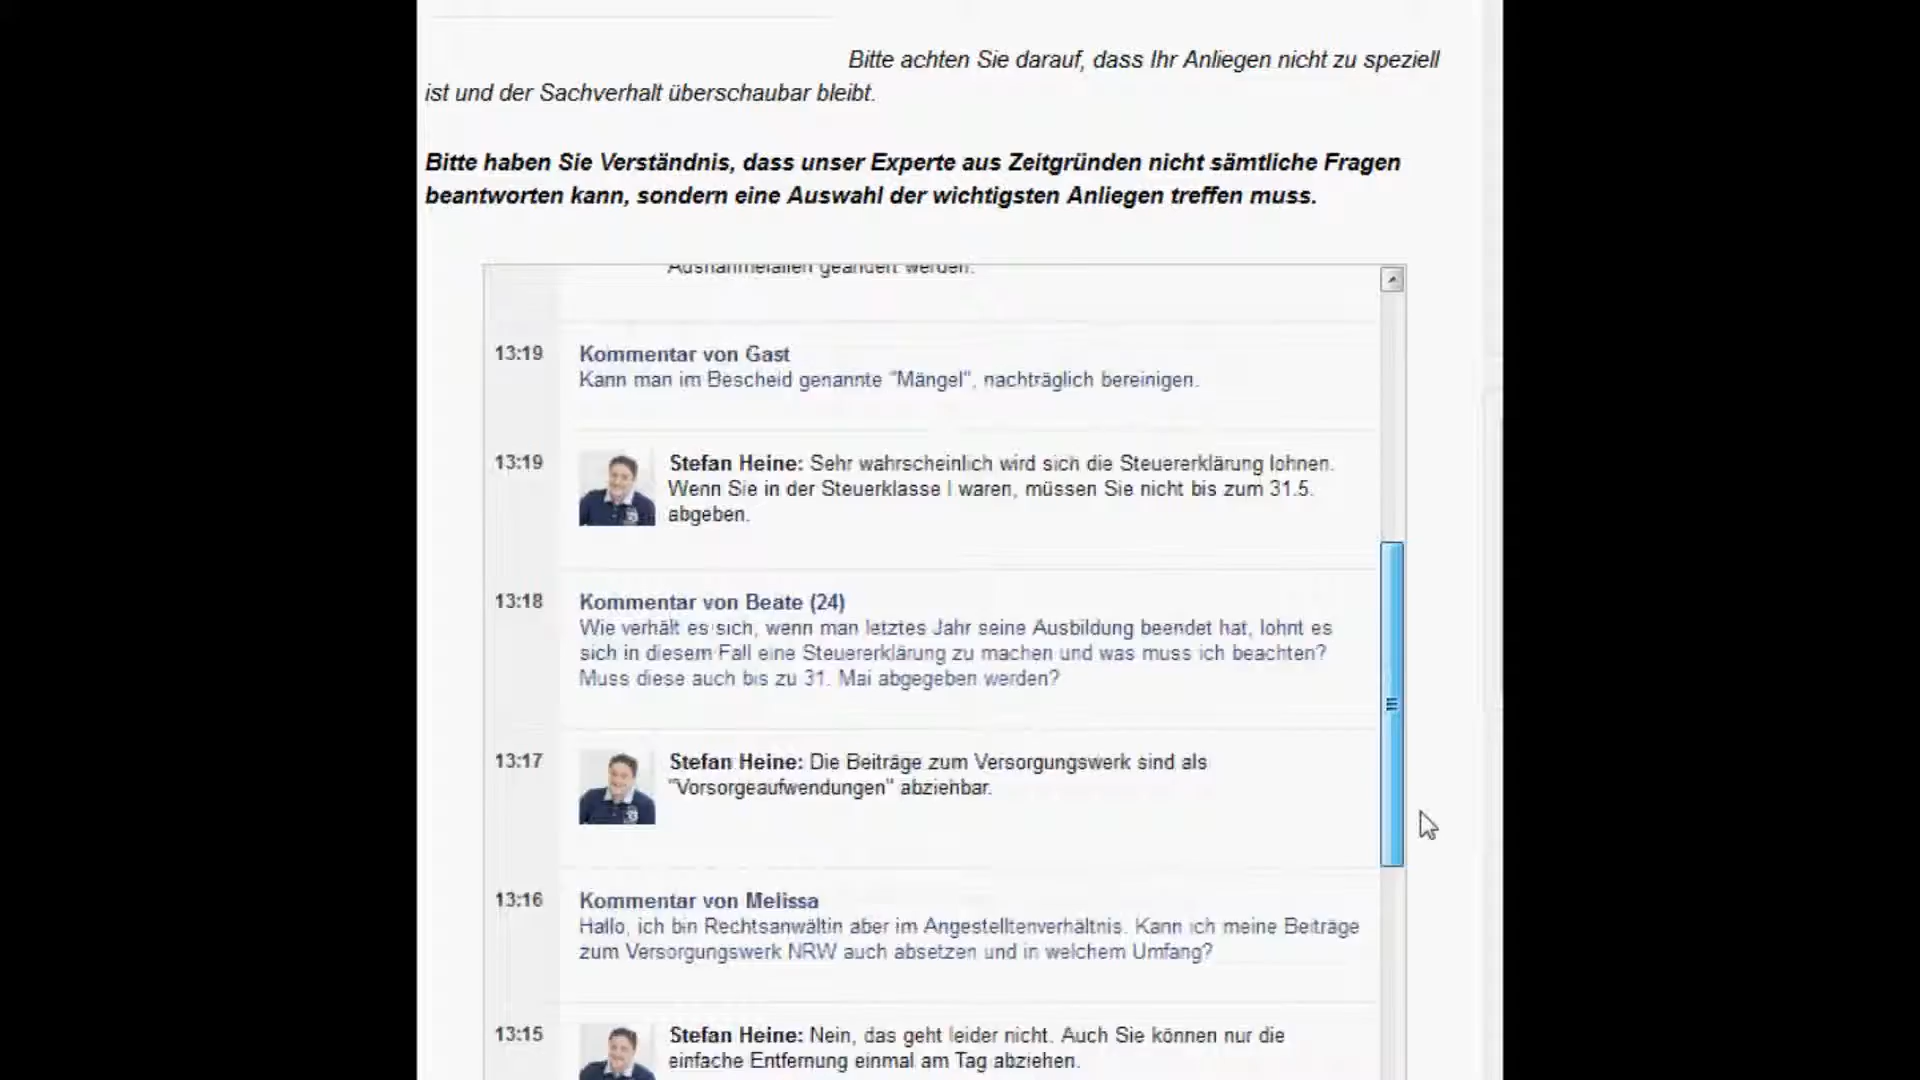 Bitte achten Sie darauf, dass Ihr Anliegen nicht zu speziell
ist und der Sachverhalt überschaubar bleibt.
Bitte haben Sie Verständnis, dass unser Experte aus Zeitgründen nicht sämtliche Fragen
beantworten kann, sondern eine Auswahl der wichtigsten Anliegen treffen muss.
Ausnahmefällen geändert werden.
13:19
Kommentar von Gast
Kann man im Bescheid genannte "Mängel", nachträglich bereinigen.
13:19
Stefan Heine: Sehr wahrscheinlich wird sich die Steuererklärung lohnen.
Wenn Sie in der Steuerklasse I waren, müssen Sie nicht bis zum 31.5.
abgeben.
13:18
Kommentar von Beate (24)
Wie verhält es sich, wenn man letztes Jahr seine Ausbildung beendet hat, lohnt es
sich in diesem Fall eine Steuererklärung zu machen und was muss ich beachten?
Muss diese auch bis zu 31. Mai abgegeben werden?
13:17
Stefan Heine: Die Beiträge zum Versorgungswerk sind als
"Vorsorgeaufwendungen" abziehbar.
13:16
Kommentar von Melissa
Hallo, ich bin Rechtsanwältin aber im Angestelltenverhältnis. Kann ich meine Beiträge
zum Versorgungswerk NRW auch absetzen und in welchem Umfang?
13:15
Stefan Heine: Nein, das geht leider nicht. Auch Sie können nur die
einfache Entfernung einmal am Tag abziehen.